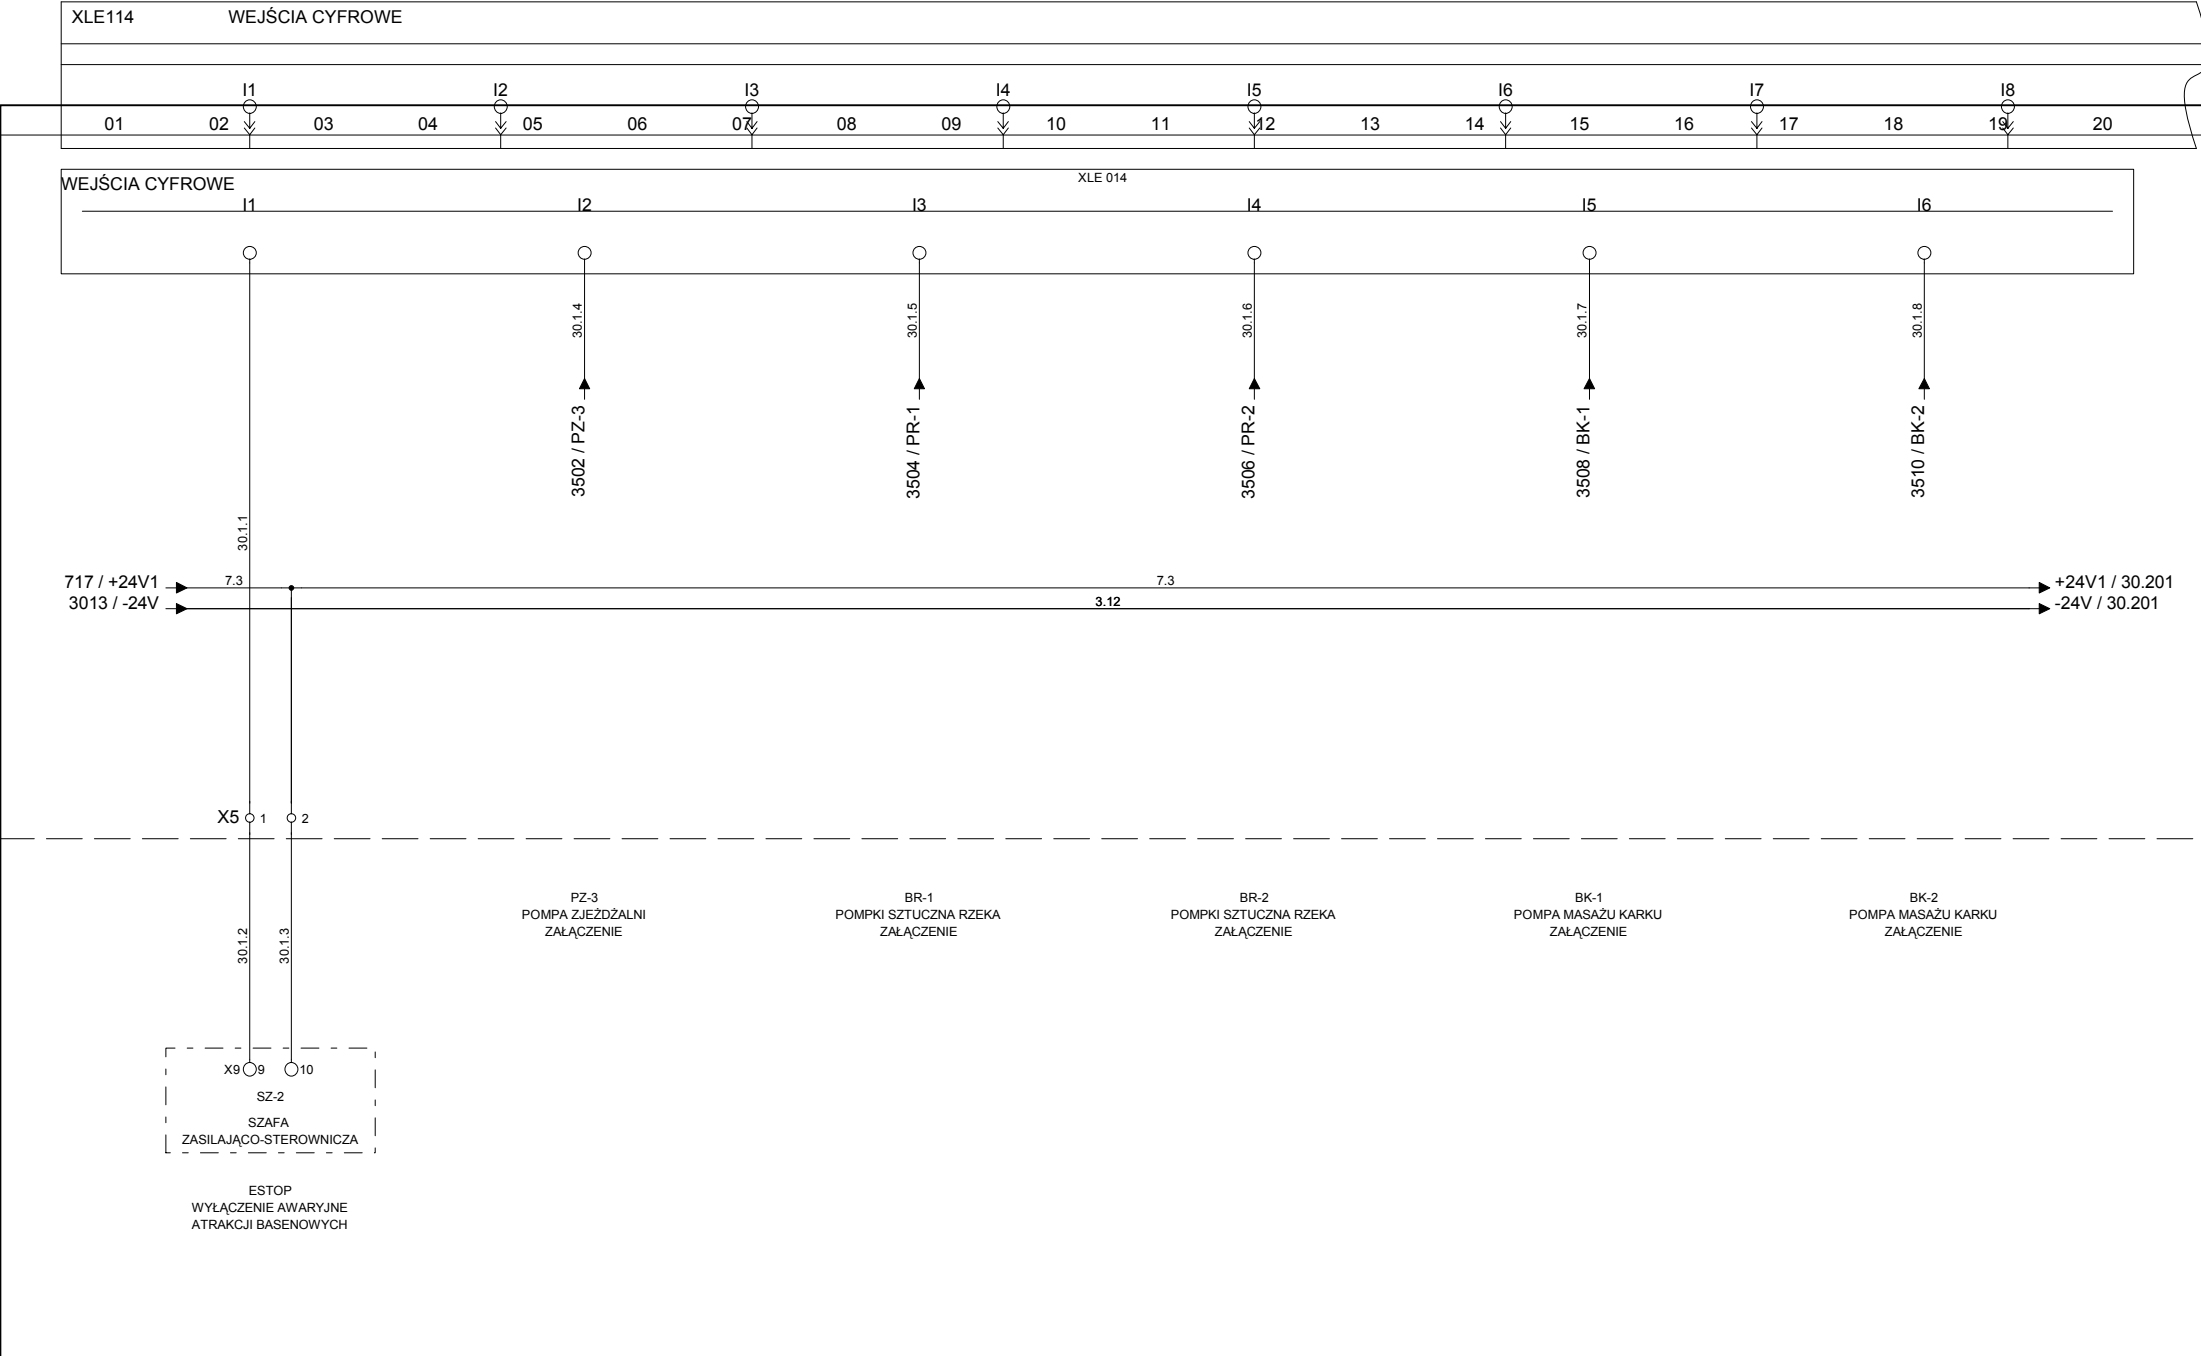 XLE114 WEJŚCIA CYFROWE
I1 I2 I3 I4 I5 I6 I7 I8
01 02 03 04 05 06 07 08 09 10 11 12 13 14 15 16 17 18 19 20
XLE 014
WEJŚCIA CYFROWE
I1 I2 I3 I4 I5 I6
30.1.4 30.1.5 30.1.6 30.1.7 30.1.8
3502 / PZ-3 3504 / PR-1 3506 / PR-2 3508 / BK-1 3510 / BK-2
30.1.1
717 / +24V1 7.3 7.3 +24V1 / 30.201
3013 / -24V 3.12 -24V / 30.201
X5 1 2
PZ-3
POMPA ZJEŻDŻALNI
ZAŁĄCZENIE
BR-1
POMPKI SZTUCZNA RZEKA
ZAŁĄCZENIE
BR-2
POMPKI SZTUCZNA RZEKA
ZAŁĄCZENIE
BK-1
POMPA MASAŻU KARKU
ZAŁĄCZENIE
BK-2
POMPA MASAŻU KARKU
ZAŁĄCZENIE
30.1.2 30.1.3
X9 9 10
SZ-2
SZAFA
ZASILAJĄCO-STEROWNICZA
ESTOP
WYŁĄCZENIE AWARYJNE
ATRAKCJI BASENOWYCH